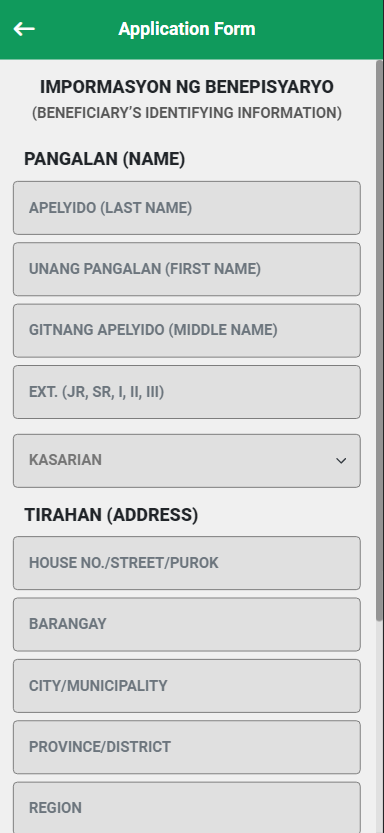 Application Form
IMPORMASYON NG BENEPISYARYO
(BENEFICIARY’S IDENTIFYING INFORMATION)
PANGALAN (NAME)
APELYIDO (LAST NAME)
UNANG PANGALAN (FIRST NAME)
GITNANG APELYIDO (MIDDLE NAME)
EXT. (JR, SR, I, II, III)
KASARIAN
TIRAHAN (ADDRESS)
HOUSE NO./STREET/PUROK
BARANGAY
CITY/MUNICIPALITY
PROVINCE/DISTRICT
REGION